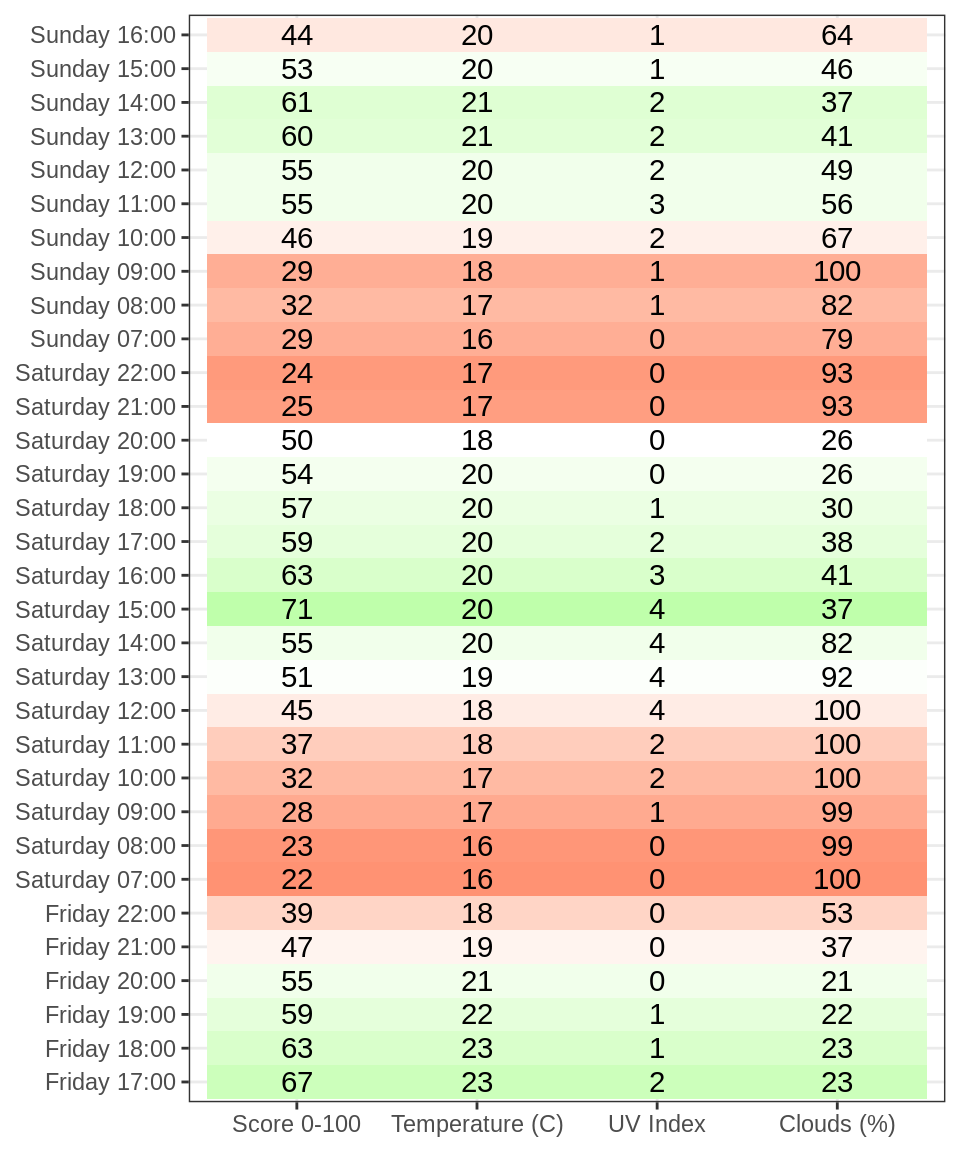 Sunday 16:00 44 20 1 64
Sunday 15:00 53 20 1 46
Sunday 14:00 61 21 2 37
Sunday 13:00 60 21 2 41
Sunday 12:00 55 20 2 49
Sunday 11:00 55 20 3 56
Sunday 10:00 46 19 2 67
Sunday 09:00 29 18 1 100
Sunday 08:00 32 17 1 82
Sunday 07:00 29 16 0 79
Saturday 22:00 24 17 0 93
Saturday 21:00 25 17 0 93
Saturday 20:00 50 18 0 26
Saturday 19:00 54 20 0 26
Saturday 18:00 57 20 1 30
Saturday 17:00 59 20 2 38
Saturday 16:00 63 20 3 41
Saturday 15:00 71 20 4 37
Saturday 14:00 55 20 4 82
Saturday 13:00 51 19 4 92
Saturday 12:00 45 18 4 100
Saturday 11:00 37 18 2 100
Saturday 10:00 32 17 2 100
Saturday 09:00 28 17 1 99
Saturday 08:00 23 16 0 99
Saturday 07:00 22 16 0 100
Friday 22:00 39 18 0 53
Friday 21:00 47 19 0 37
Friday 20:00 55 21 0 21
Friday 19:00 59 22 1 22
Friday 18:00 63 23 1 23
Friday 17:00 67 23 2 23
Score 0-100 Temperature (C) UV Index Clouds (%)